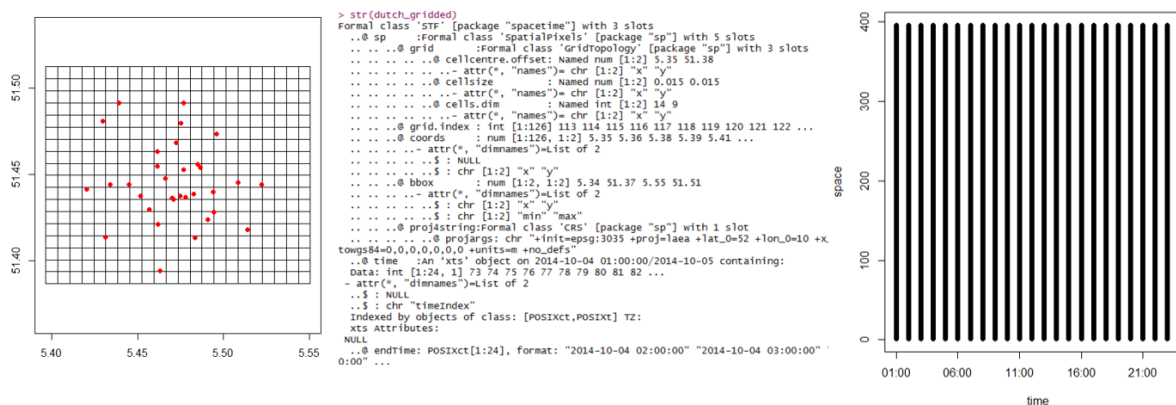 51.50
51.45
51.40
5.40 5.45 5.50 5.55
> str(dutch_gridded)
Formal class 'STF' [package "spacetime"] with 3 slots
..@ sp :Formal class 'SpatialPixels' [package "sp"] with 5 slots
.. .. ..@ grid :Formal class 'GridTopology' [package "sp"] with 3 slots
.. .. .. .. ..@ cellcentre.offset: Named num [1:2] 5.35 51.38
.. .. .. .. .. ..- attr(*, "names")= chr [1:2] "x" "y"
.. .. .. .. ..@ cellsize : Named num [1:2] 0.015 0.015
.. .. .. .. .. ..- attr(*, "names")= chr [1:2] "x" "y"
.. .. .. .. ..@ cells.dim : Named int [1:2] 14 9
.. .. .. .. .. ..- attr(*, "names")= chr [1:2] "x" "y"
.. .. ..@ grid.index : int [1:126] 113 114 115 116 117 118 119 120 121 122 ...
.. .. ..@ coords : num [1:126, 1:2] 5.35 5.36 5.38 5.39 5.41 ...
.. .. .. ..- attr(*, "dimnames")=List of 2
.. .. .. .. ..$ : NULL
.. .. .. .. ..$ : chr [1:2] "x" "y"
.. .. ..@ bbox : num [1:2, 1:2] 5.34 51.37 5.55 51.51
.. .. .. ..- attr(*, "dimnames")=List of 2
.. .. .. .. ..$ : chr [1:2] "x" "y"
.. .. .. .. ..$ : chr [1:2] "min" "max"
.. .. ..@ proj4string:Formal class 'CRS' [package "sp"] with 1 slot
.. .. .. .. ..@ projargs: chr "+init=epsg:3035 +proj=laea +lat_0=52 +lon_0=10 +x_
towgs84=0,0,0,0,0,0,0 +units=m +no_defs"
..@ time :An 'xts' object on 2014-10-04 01:00:00/2014-10-05 containing:
Data: int [1:24, 1] 73 74 75 76 77 78 79 80 81 82 ...
- attr(*, "dimnames")=List of 2
..$ : NULL
..$ : chr "timeIndex"
Indexed by objects of class: [POSIXct,POSIXt] TZ:
xts Attributes:
NULL
..@ endTime: POSIXct[1:24], format: "2014-10-04 02:00:00" "2014-10-04 03:00:00"
0:00" ...
400
300
200
100
0
space
01:00 06:00 11:00 16:00 21:00
time